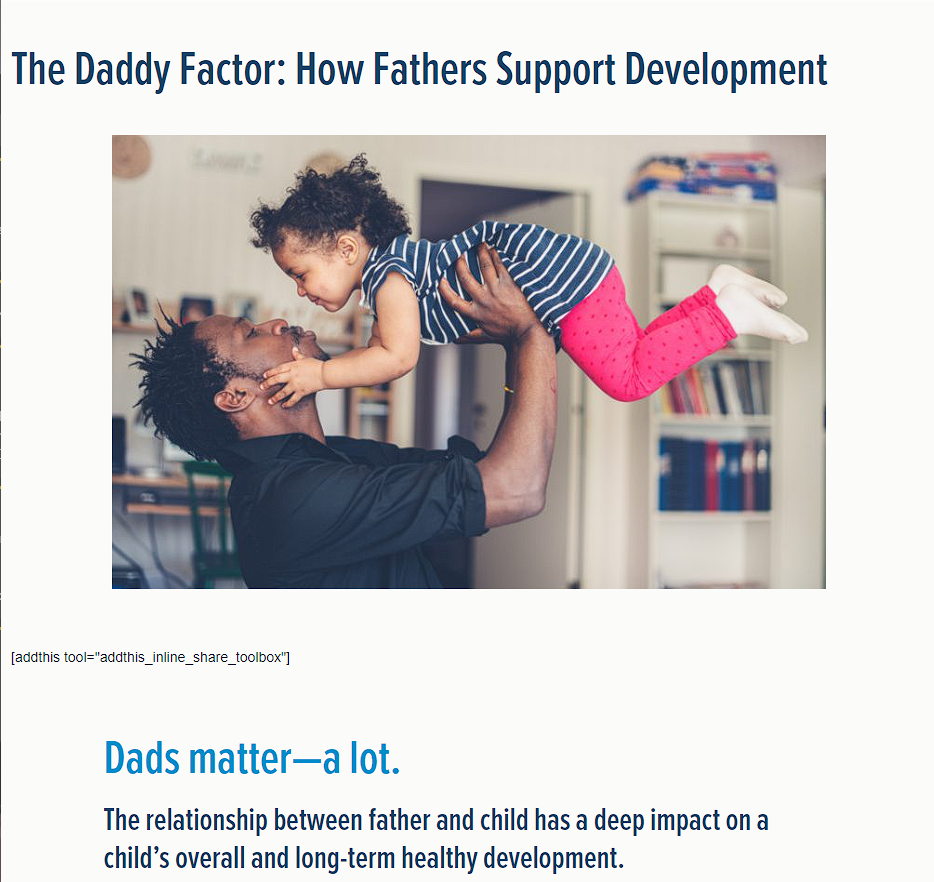 The Daddy Factor: How Fathers Support Development
[addthis tool="addthis_inline_share_toolbox"]
Dads matter—a lot.
The relationship between father and child has a deep impact on a
child’s overall and long-term healthy development.